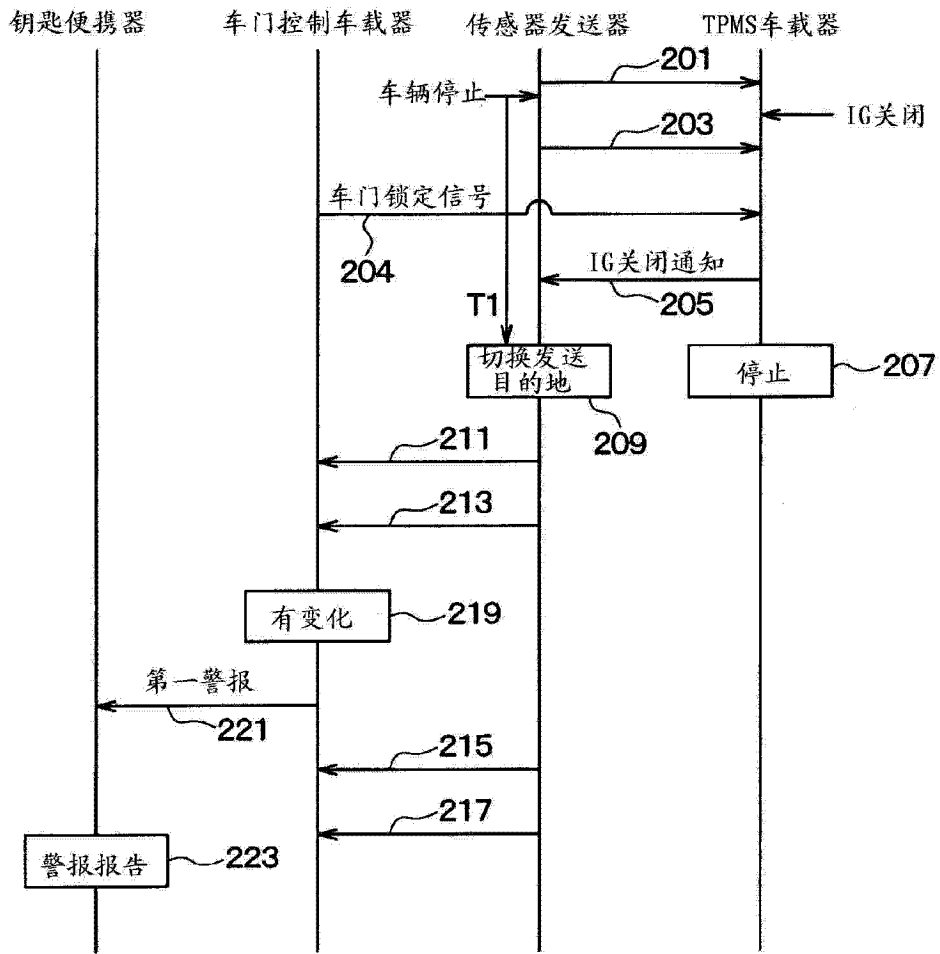 钥匙便携器
车门控制车载器
传感器发送器
TPMS车载器
201
车辆停止
IG关闭
203
车门锁定信号
204
IG关闭通知
205
T1
切换发送
目的地
停止
207
209
211
213
有变化
219
第一警报
221
215
217
警报报告
223